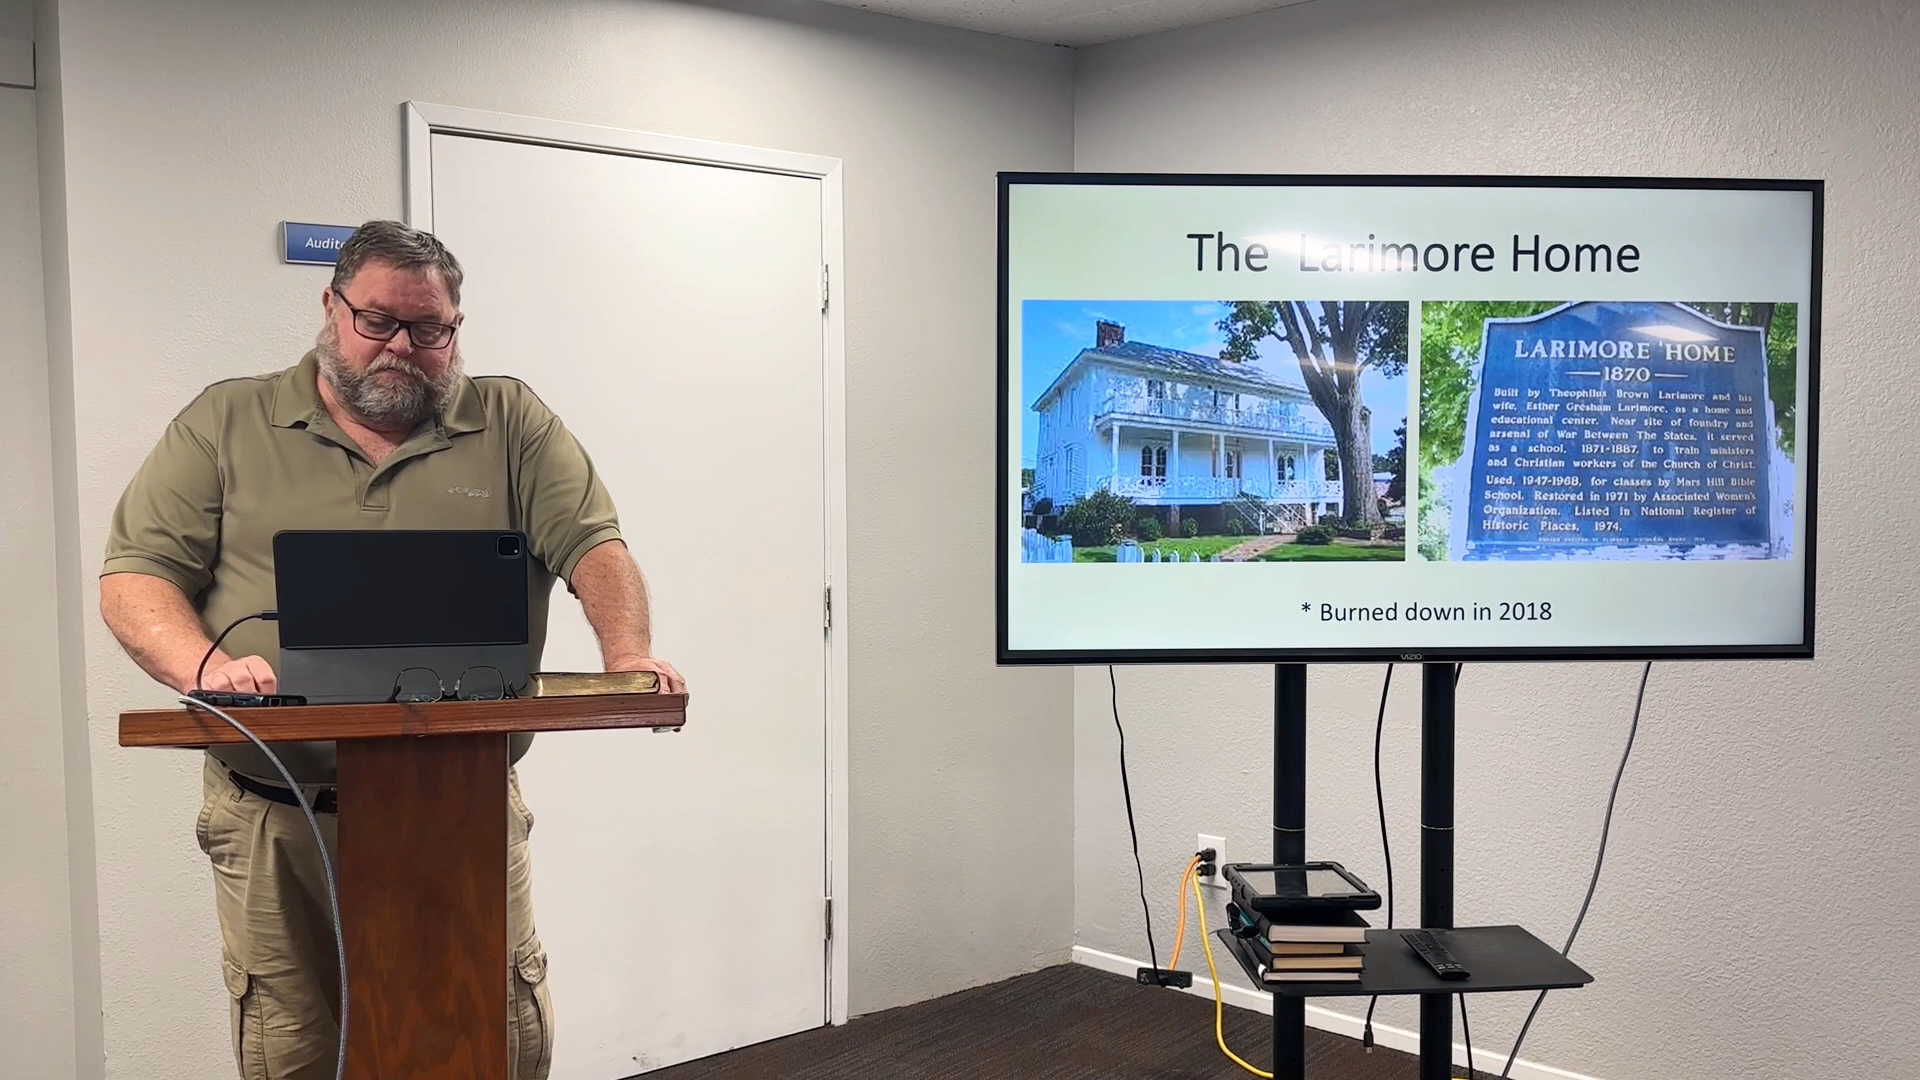 Audito
The Larimore Home
LARIMORE HOME
1870
Built by Theophilus Brown Larimore and his
wife, Esther Gresham Larimore, as a home and
educational center. Near site of foundry and
arsenal of War Between The States, it served
as a school, 1871-1887, to train ministers
and Christian workers of the Church of Christ.
Used, 1947-1968, for classes by Mars Hill Bible
School. Restored in 1971 by Associated Women's
Organization. Listed in National Register of
Historic Places, 1974.
* Burned down in 2018
VIZIO
Columbia